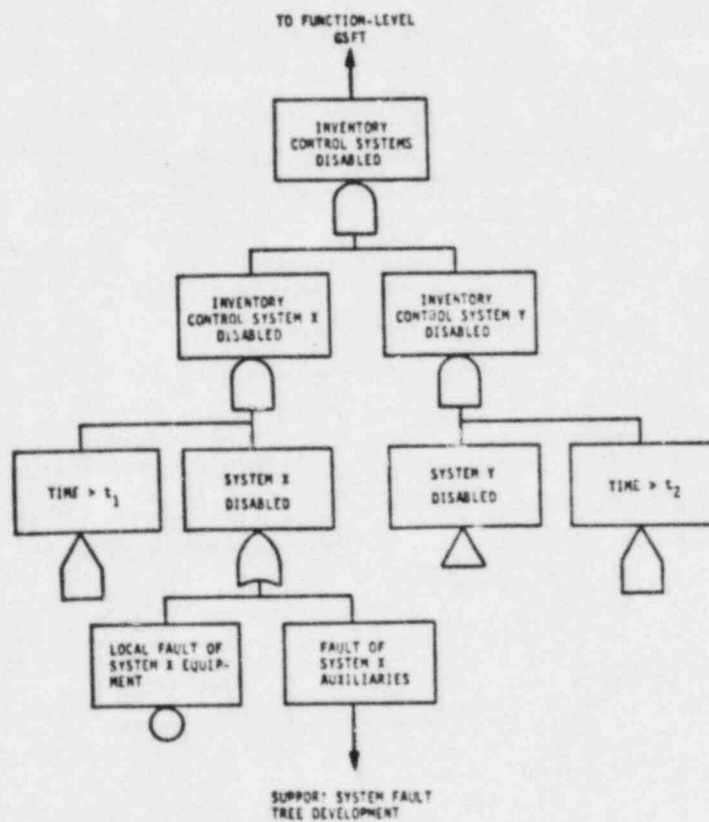 TO FUNCTION-LEVEL
GSFT
INVENTORY
CONTROL SYSTEMS
DISABLED
INVENTORY
CONTROL SYSTEM X
DISABLED
INVENTORY
CONTROL SYSTEM Y
DISABLED
TIME > t1
SYSTEM X
DISABLED
SYSTEM Y
DISABLED
TIME > t2
LOCAL FAULT OF
SYSTEM X EQUIP-
MENT
FAULT OF
SYSTEM X
AUXILIARIES
SUPPORT SYSTEM FAULT
TREE DEVELOPMENT